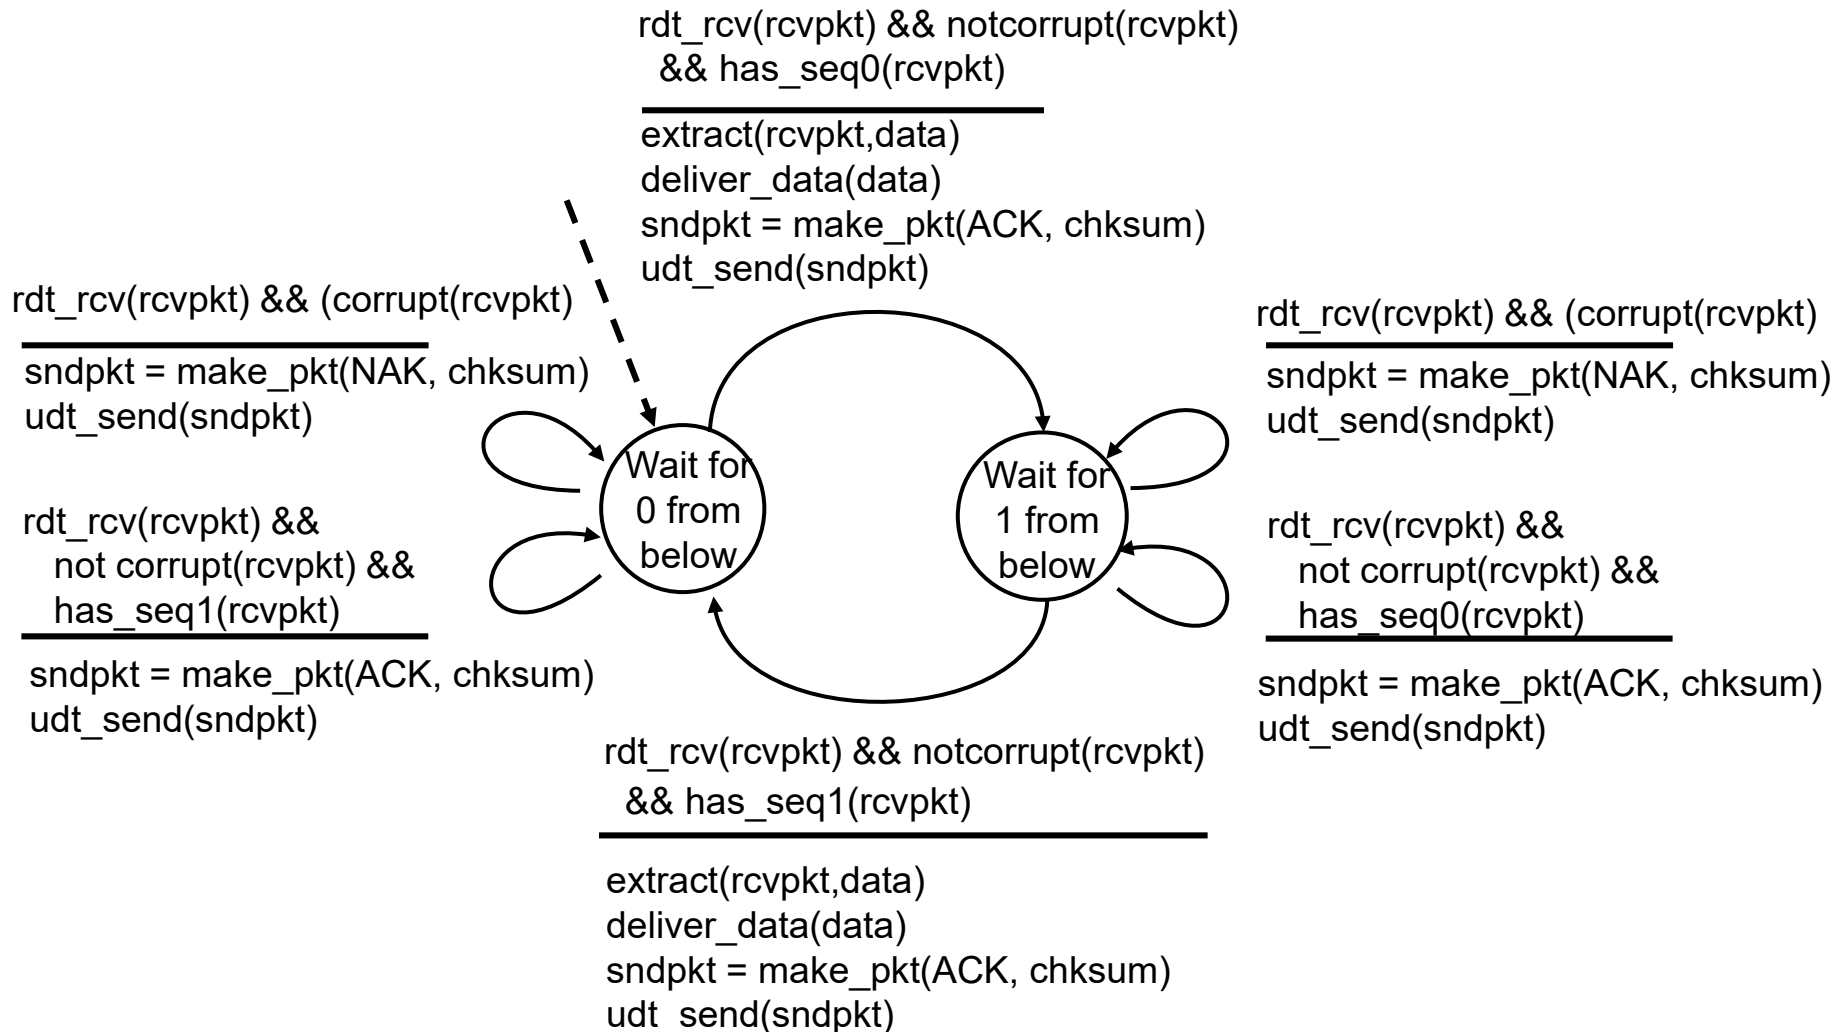 rdt_rcv(rcvpkt) && notcorrupt(rcvpkt)
&& has_seq0(rcvpkt)
extract(rcvpkt,data)
deliver_data(data)
sndpkt = make_pkt(ACK, chksum)
udt_send(sndpkt)
rdt_rcv(rcvpkt) && (corrupt(rcvpkt)
sndpkt = make_pkt(NAK, chksum)
udt_send(sndpkt)
rdt_rcv(rcvpkt) &&
not corrupt(rcvpkt) &&
has_seq1(rcvpkt)
sndpkt = make_pkt(ACK, chksum)
udt_send(sndpkt)
Wait for
0 from
below
Wait for
1 from
below
rdt_rcv(rcvpkt) && (corrupt(rcvpkt)
sndpkt = make_pkt(NAK, chksum)
udt_send(sndpkt)
rdt_rcv(rcvpkt) &&
not corrupt(rcvpkt) &&
has_seq0(rcvpkt)
sndpkt = make_pkt(ACK, chksum)
udt_send(sndpkt)
rdt_rcv(rcvpkt) && notcorrupt(rcvpkt)
&& has_seq1(rcvpkt)
extract(rcvpkt,data)
deliver_data(data)
sndpkt = make_pkt(ACK, chksum)
udt_send(sndpkt)